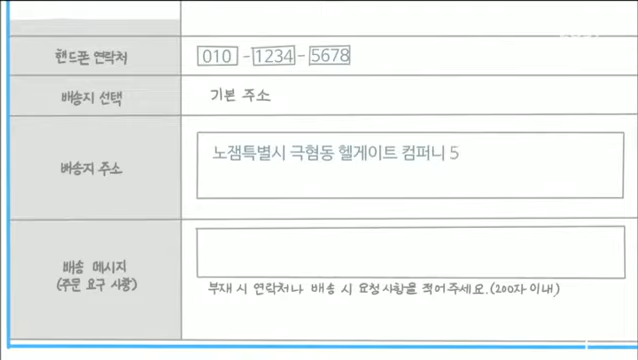 핸드폰 연락처
010 - 1234 - 5678
배송지 선택
기본 주소
배송지 주소
노잼특별시 극혐동 헬게이트 컴퍼니 5
배송 메시지
(주문 요구 사항)
부재 시 연락처나 배송 시 요청사항을 적어주세요.(200자 이내)